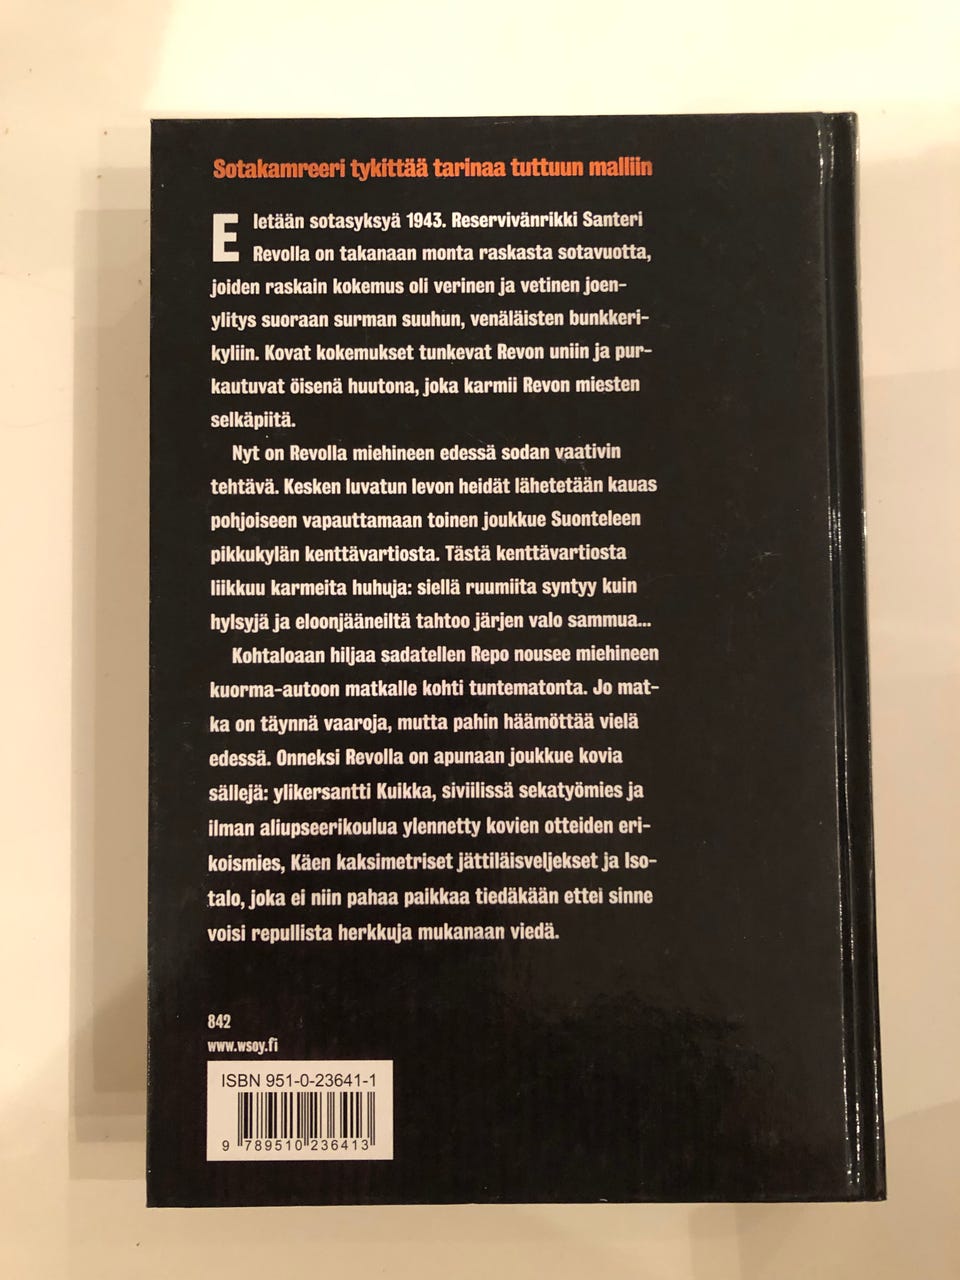 Sotakamreeri tykittää tarinaa tuttuun malliin
Eletään sotasyksyä 1943. Reservivänrikki Santeri
Revolla on takanaan monta raskasta sotavuotta,
joiden raskain kokemus oli verinen ja vetinen joen-
ylitys suoraan surman suuhun, venäläisten bunkkeri-
kyliin. Kovat kokemukset tunkevat Revon uniin ja pur-
kautuvat öisenä huutona, joka karmii Revon miesten
selkäpiitä.
Nyt on Revolla miehineen edessä sodan vaativin
tehtävä. Kesken luvatun levon heidät lähetetään kauas
pohjoiseen vapauttamaan toinen joukkue Suonteleen
pikkukylän kenttävartiosta. Tästä kenttävartiosta
liikkuu karmeita huhuja: siellä ruumiita syntyy kuin
hylsyjä ja eloonjääneiltä tahtoo järjen valo sammua...
Kohtaloaan hiljaa sadatellen Repo nousee miehineen
kuorma-autoon matkalle kohti tuntematonta. Jo mat-
ka on täynnä vaaroja, mutta pahin häämöttää vielä
edessä. Onneksi Revolla on apunaan joukkue kovia
sällejä: ylikersantti Kuikka, siviilissä sekatyömies ja
ilman aliupseerikoulua ylennetty kovien otteiden eri-
koismies, Käen kaksimetriset jättiläisveljekset ja Iso-
talo, joka ei niin pahaa paikkaa tiedäkään ettei sinne
voisi repullista herkkuja mukanaan viedä.
842
www.wsoy.fi
ISBN 951-0-23641-1
9 789510 236413